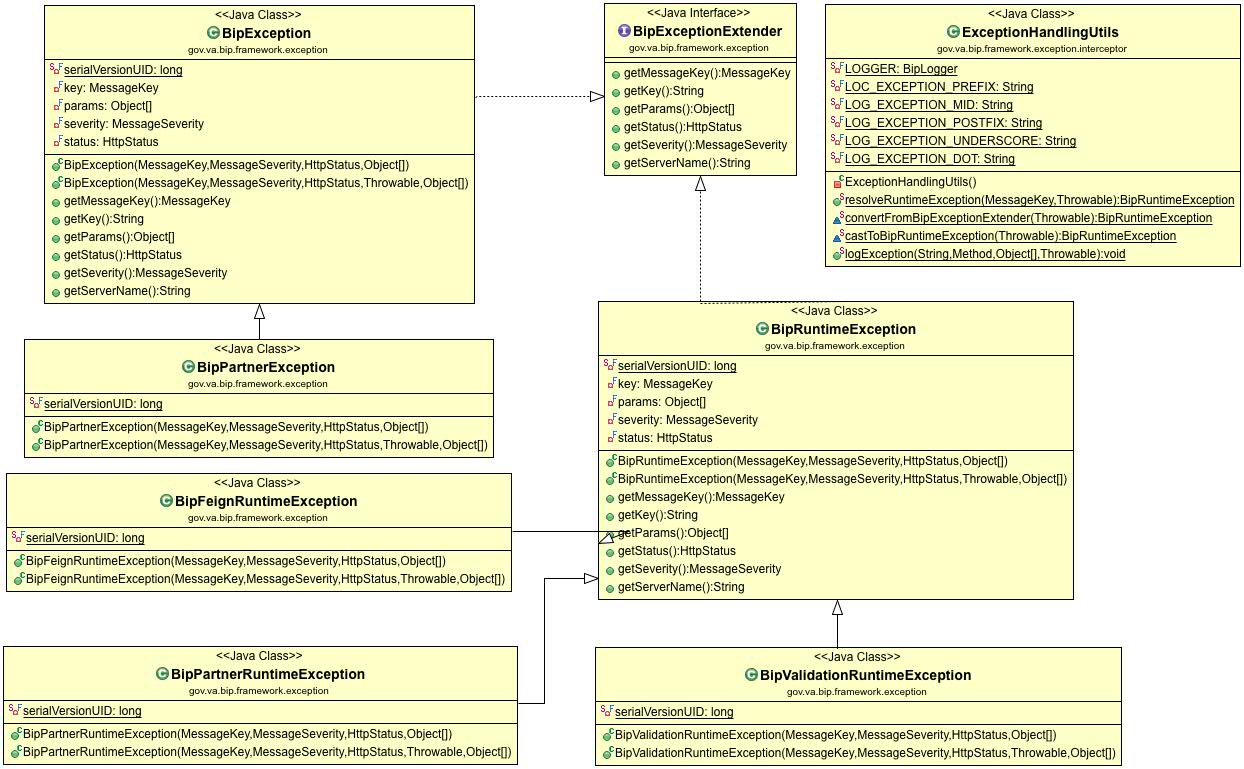 <<Java Class>>
BipException
gov.va.bip.framework.exception
serialVersionUID: long
key: MessageKey
params: Object[]
severity: MessageSeverity
status: HttpStatus
BipException(MessageKey,MessageSeverity,HttpStatus,Object[])
BipException(MessageKey,MessageSeverity,HttpStatus,Throwable,Object[])
getMessageKey():MessageKey
getKey():String
getParams():Object[]
getStatus():HttpStatus
getSeverity():MessageSeverity
getServerName():String
<<Java Interface>>
BipExceptionExtender
gov.va.bip.framework.exception
getMessageKey():MessageKey
getKey():String
getParams():Object[]
getStatus():HttpStatus
getSeverity():MessageSeverity
getServerName():String
<<Java Class>>
ExceptionHandlingUtils
gov.va.bip.framework.exception.interceptor
LOGGER: BipLogger
LOC_EXCEPTION_PREFIX: String
LOG_EXCEPTION_MID: String
LOG_EXCEPTION_POSTFIX: String
LOG_EXCEPTION_UNDERSCORE: String
LOG_EXCEPTION_DOT: String
ExceptionHandlingUtils()
resolveRuntimeException(MessageKey,Throwable):BipRuntimeException
convertFromBipExceptionExtender(Throwable):BipRuntimeException
castToBipRuntimeException(Throwable):BipRuntimeException
logException(String,Method,Object[],Throwable):void
<<Java Class>>
BipPartnerException
gov.va.bip.framework.exception
serialVersionUID: long
BipPartnerException(MessageKey,MessageSeverity,HttpStatus,Object[])
BipPartnerException(MessageKey,MessageSeverity,HttpStatus,Throwable,Object[])
<<Java Class>>
BipRuntimeException
gov.va.bip.framework.exception
serialVersionUID: long
key: MessageKey
params: Object[]
severity: MessageSeverity
status: HttpStatus
BipRuntimeException(MessageKey,MessageSeverity,HttpStatus,Object[])
BipRuntimeException(MessageKey,MessageSeverity,HttpStatus,Throwable,Object[])
getMessageKey():MessageKey
getKey():String
getParams():Object[]
getStatus():HttpStatus
getSeverity():MessageSeverity
getServerName():String
<<Java Class>>
BipFeignRuntimeException
gov.va.bip.framework.exception
serialVersionUID: long
BipFeignRuntimeException(MessageKey,MessageSeverity,HttpStatus,Object[])
BipFeignRuntimeException(MessageKey,MessageSeverity,HttpStatus,Throwable,Object[])
<<Java Class>>
BipPartnerRuntimeException
gov.va.bip.framework.exception
serialVersionUID: long
BipPartnerRuntimeException(MessageKey,MessageSeverity,HttpStatus,Object[])
BipPartnerRuntimeException(MessageKey,MessageSeverity,HttpStatus,Throwable,Object[])
<<Java Class>>
BipValidationRuntimeException
gov.va.bip.framework.exception
serialVersionUID: long
BipValidationRuntimeException(MessageKey,MessageSeverity,HttpStatus,Object[])
BipValidationRuntimeException(MessageKey,MessageSeverity,HttpStatus,Throwable,Object[])